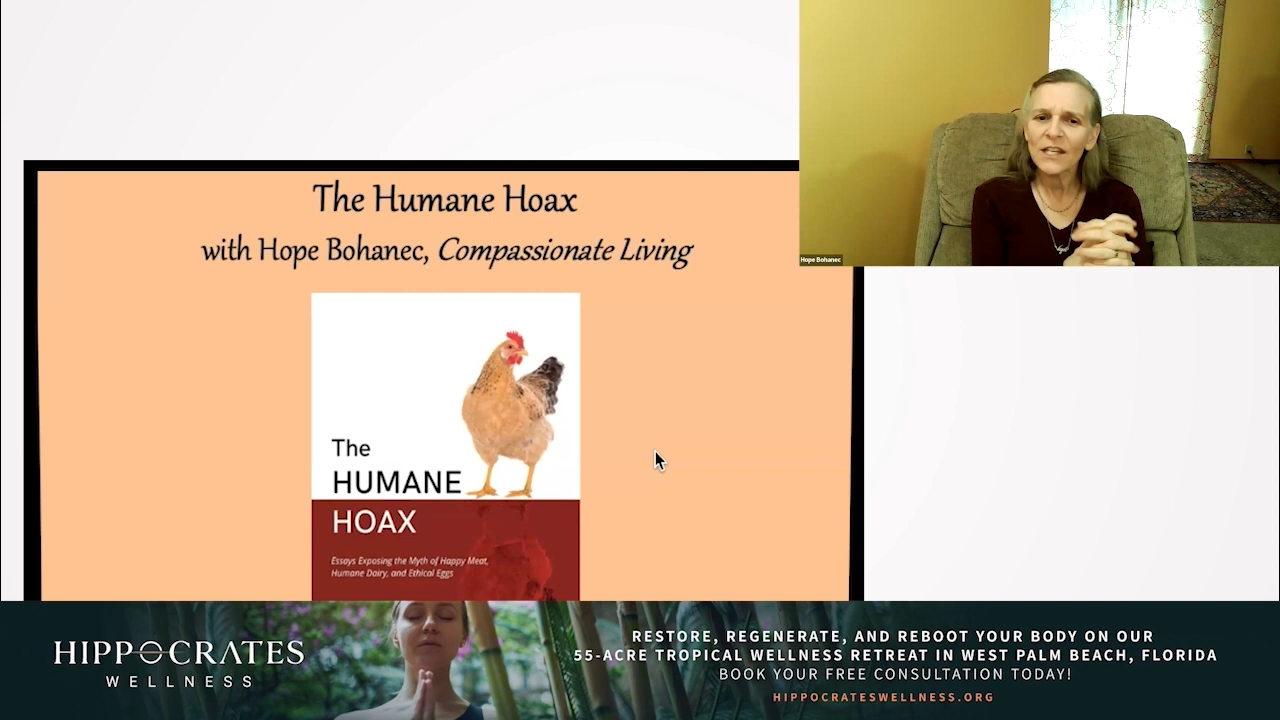 The Humane Hoax
with Hope Bohanec, Compassionate Living
The
HUMANE
HOAX
Essays Exposing the Myth of Happy Meat,
Humane Dairy, and Ethical Eggs
Hope Bohanec
HIPPOCRATES
WELLNESS
RESTORE, REGENERATE, AND REBOOT YOUR BODY ON OUR
55-ACRE TROPICAL WELLNESS RETREAT IN WEST PALM BEACH, FLORIDA
BOOK YOUR FREE CONSULTATION TODAY!
HIPPOCRATESWELLNESS.ORG